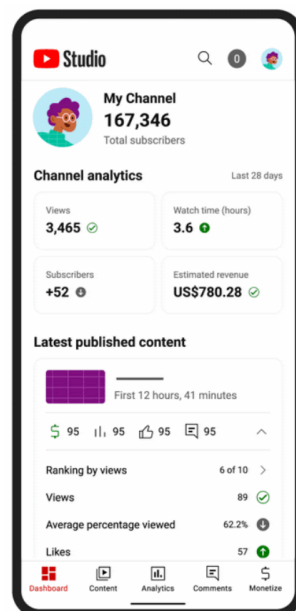 Studio
0
My Channel
167,346
Total subscribers
Channel analytics
Last 28 days
Views
3,465
Watch time (hours)
3.6
Subscribers
+52
Estimated revenue
US$780.28
Latest published content
First 12 hours, 41 minutes
$ 95 95 95 95
Ranking by views 6 of 10
Views 89
Average percentage viewed 62.2%
Likes 57
Dashboard Content Analytics Comments Monetize